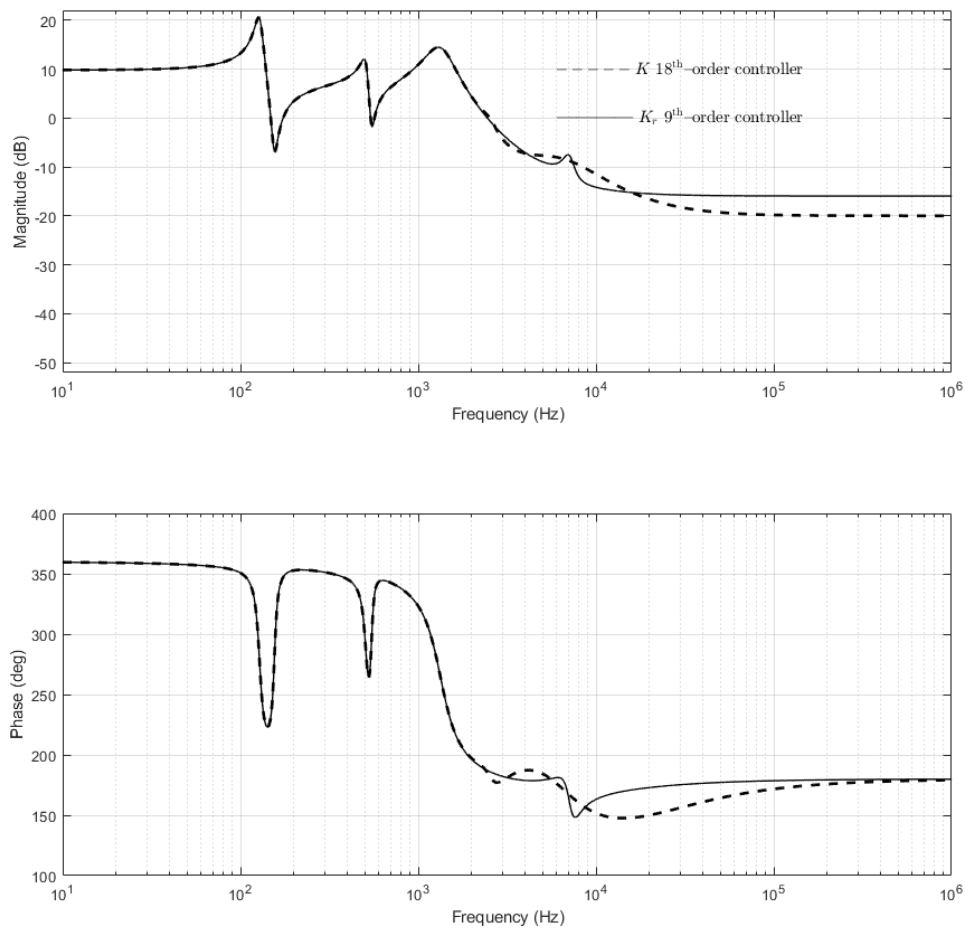 20
10
0
-10
-20
-30
-40
-50
Magnitude (dB)
K 18th–order controller
Kr 9th–order controller
10^1 10^2 10^3 10^4 10^5 10^6
Frequency (Hz)
400
350
300
250
200
150
100
Phase (deg)
10^1 10^2 10^3 10^4 10^5 10^6
Frequency (Hz)